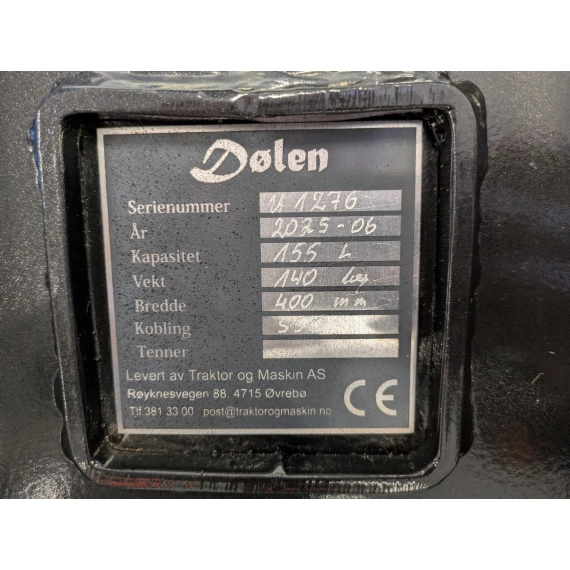 Dølen
Serienummer U1276
År 2025-06
Kapasitet 155 L
Vekt 140 kg
Bredde 400 mm
Kobling
Tenner
Levert av Traktor og Maskin AS
Røyknesvegen 88, 4715 Øvrebø
Tlf 381 33 00 post@traktorogmaskin.no
CE